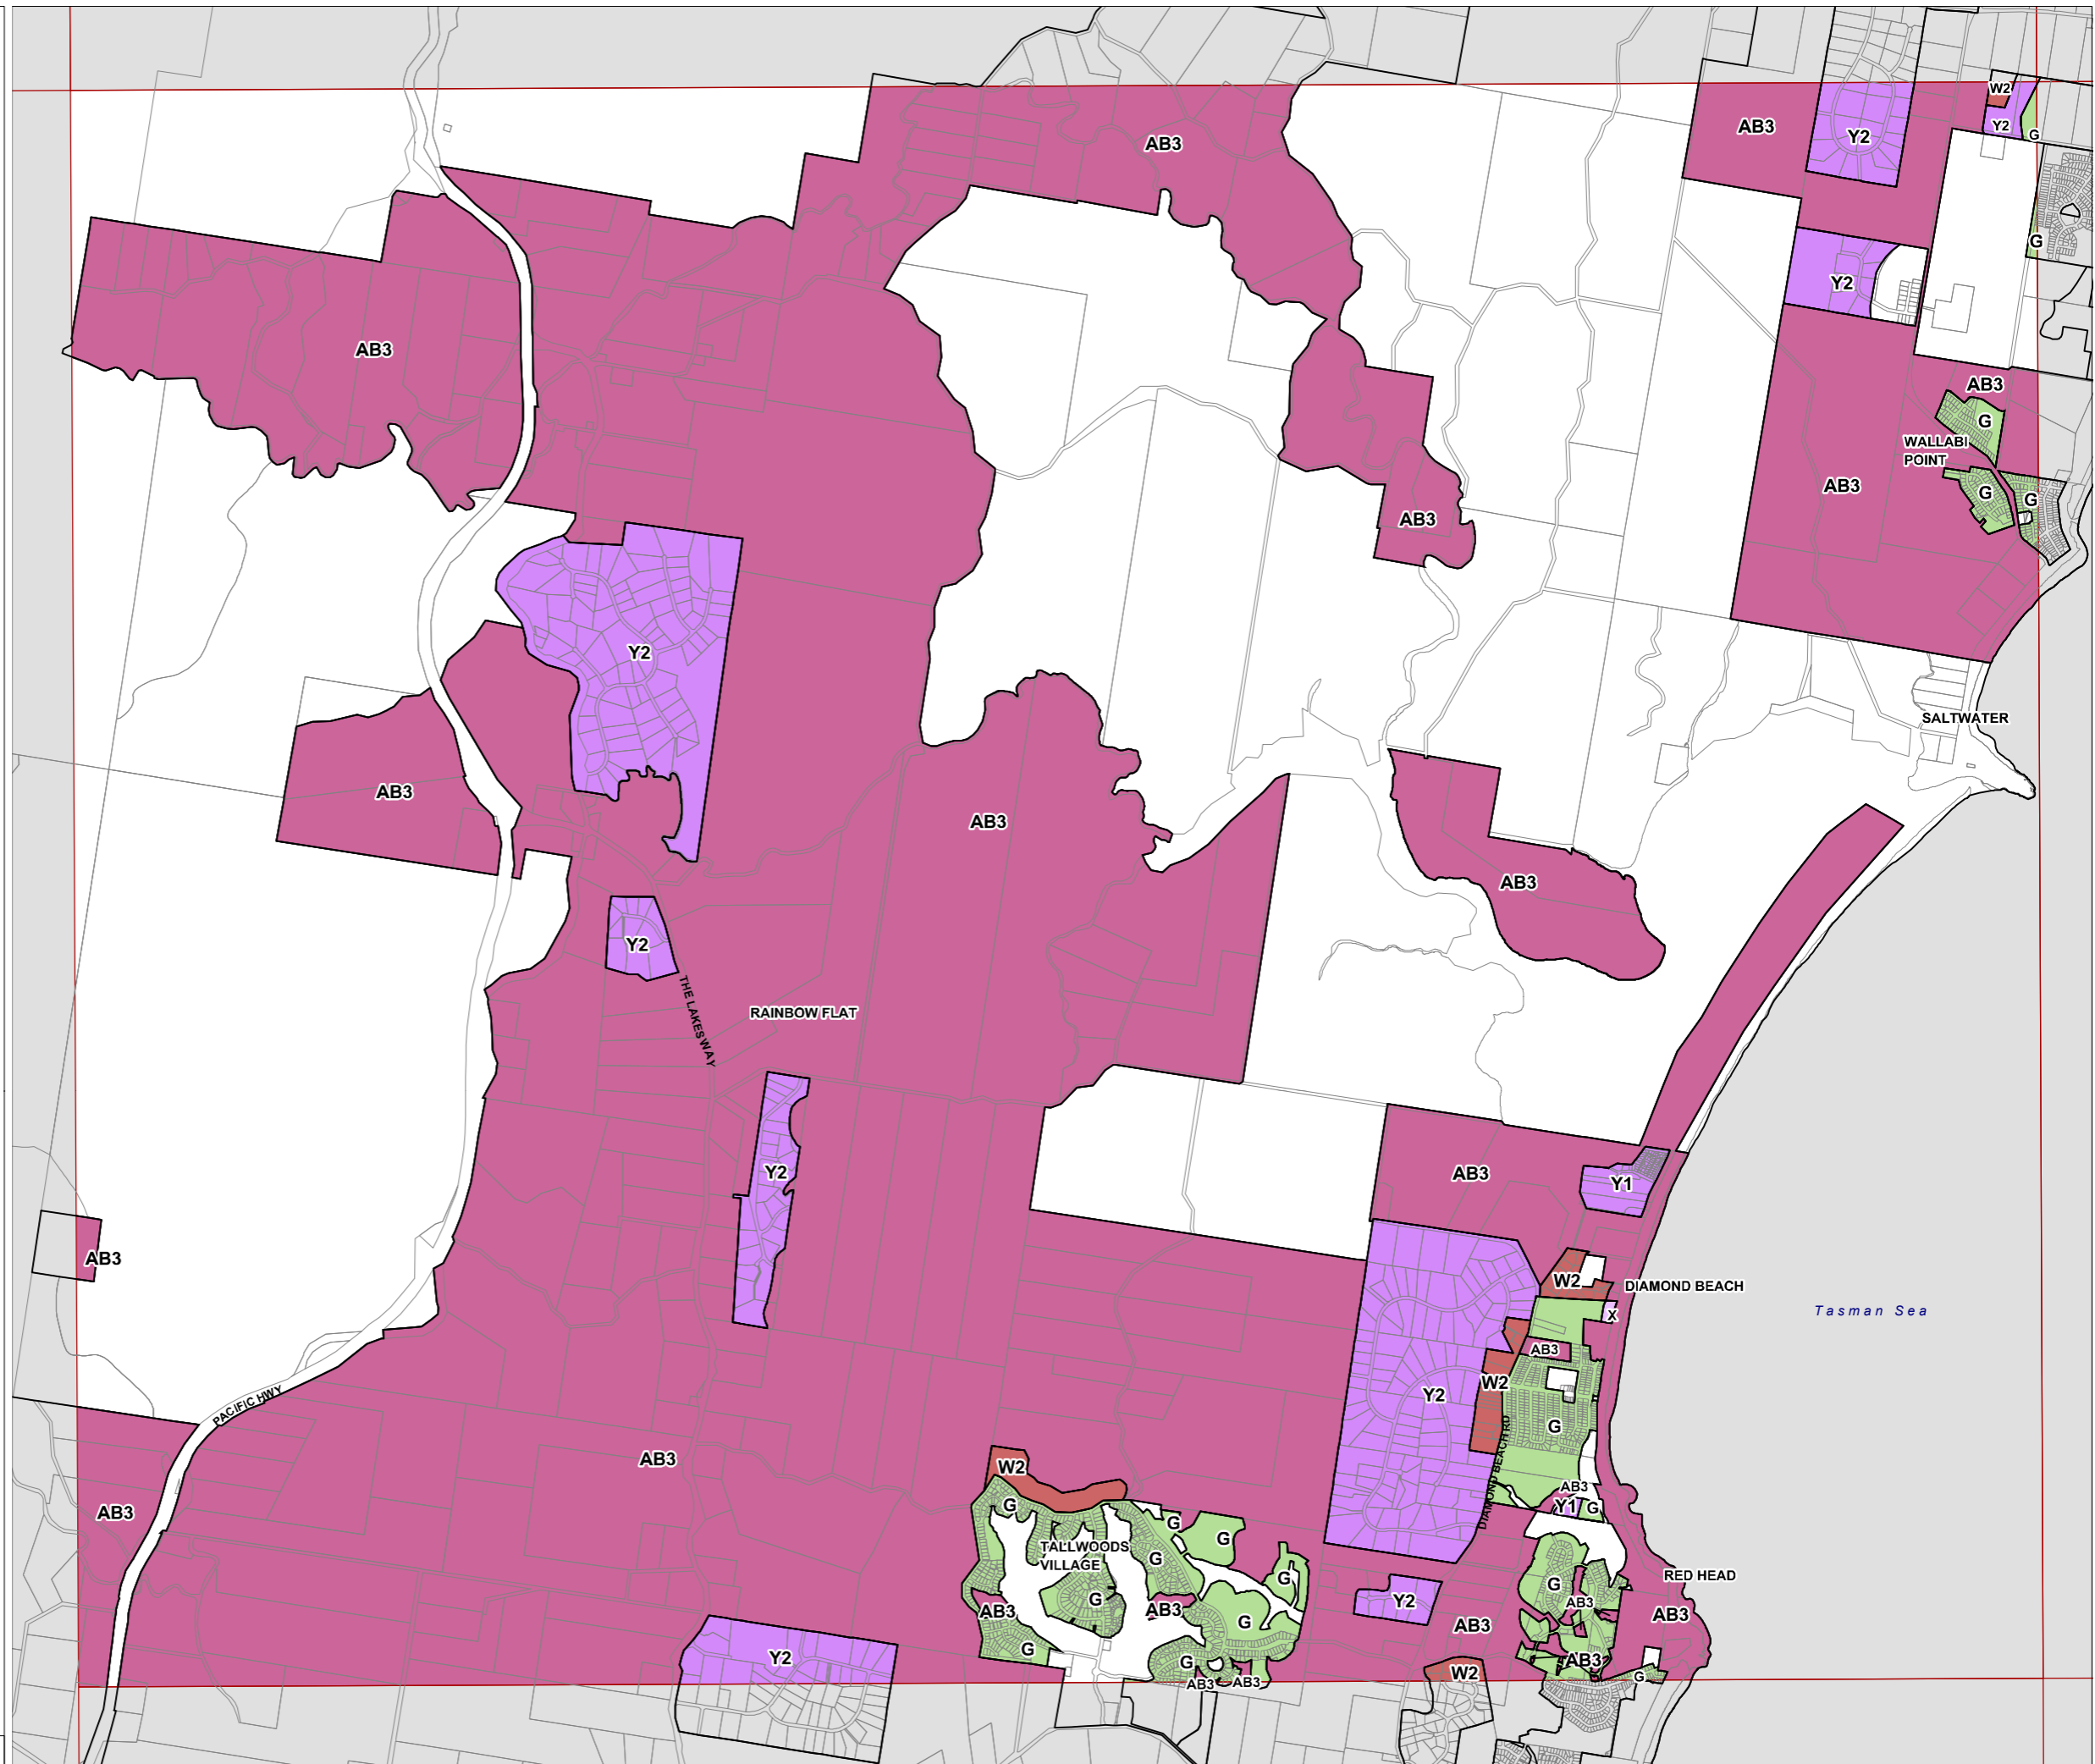 W2
AB3
Y2
Y2
G
AB3
G
Y2
AB3
AB3
G
WALLABI
POINT
AB3
G
G
AB3
Y2
SALTWATER
AB3
AB3
AB3
Y2
THE LAKESWAY
RAINBOW FLAT
Y2
AB3
Y1
AB3
W2
DIAMOND BEACH
Tasman Sea
X
AB3
Y2
W2
PACIFIC HWY
G
DIAMOND BEACH RD
AB3
W2
AB3
Y1
G
G
AB3
G
G
TALLWOODS
VILLAGE
G
G
RED HEAD
G
G
AB3
AB3
Y2
AB3
AB3
G
AB3
G
Y2
G
AB3
W2
G
AB3
AB3